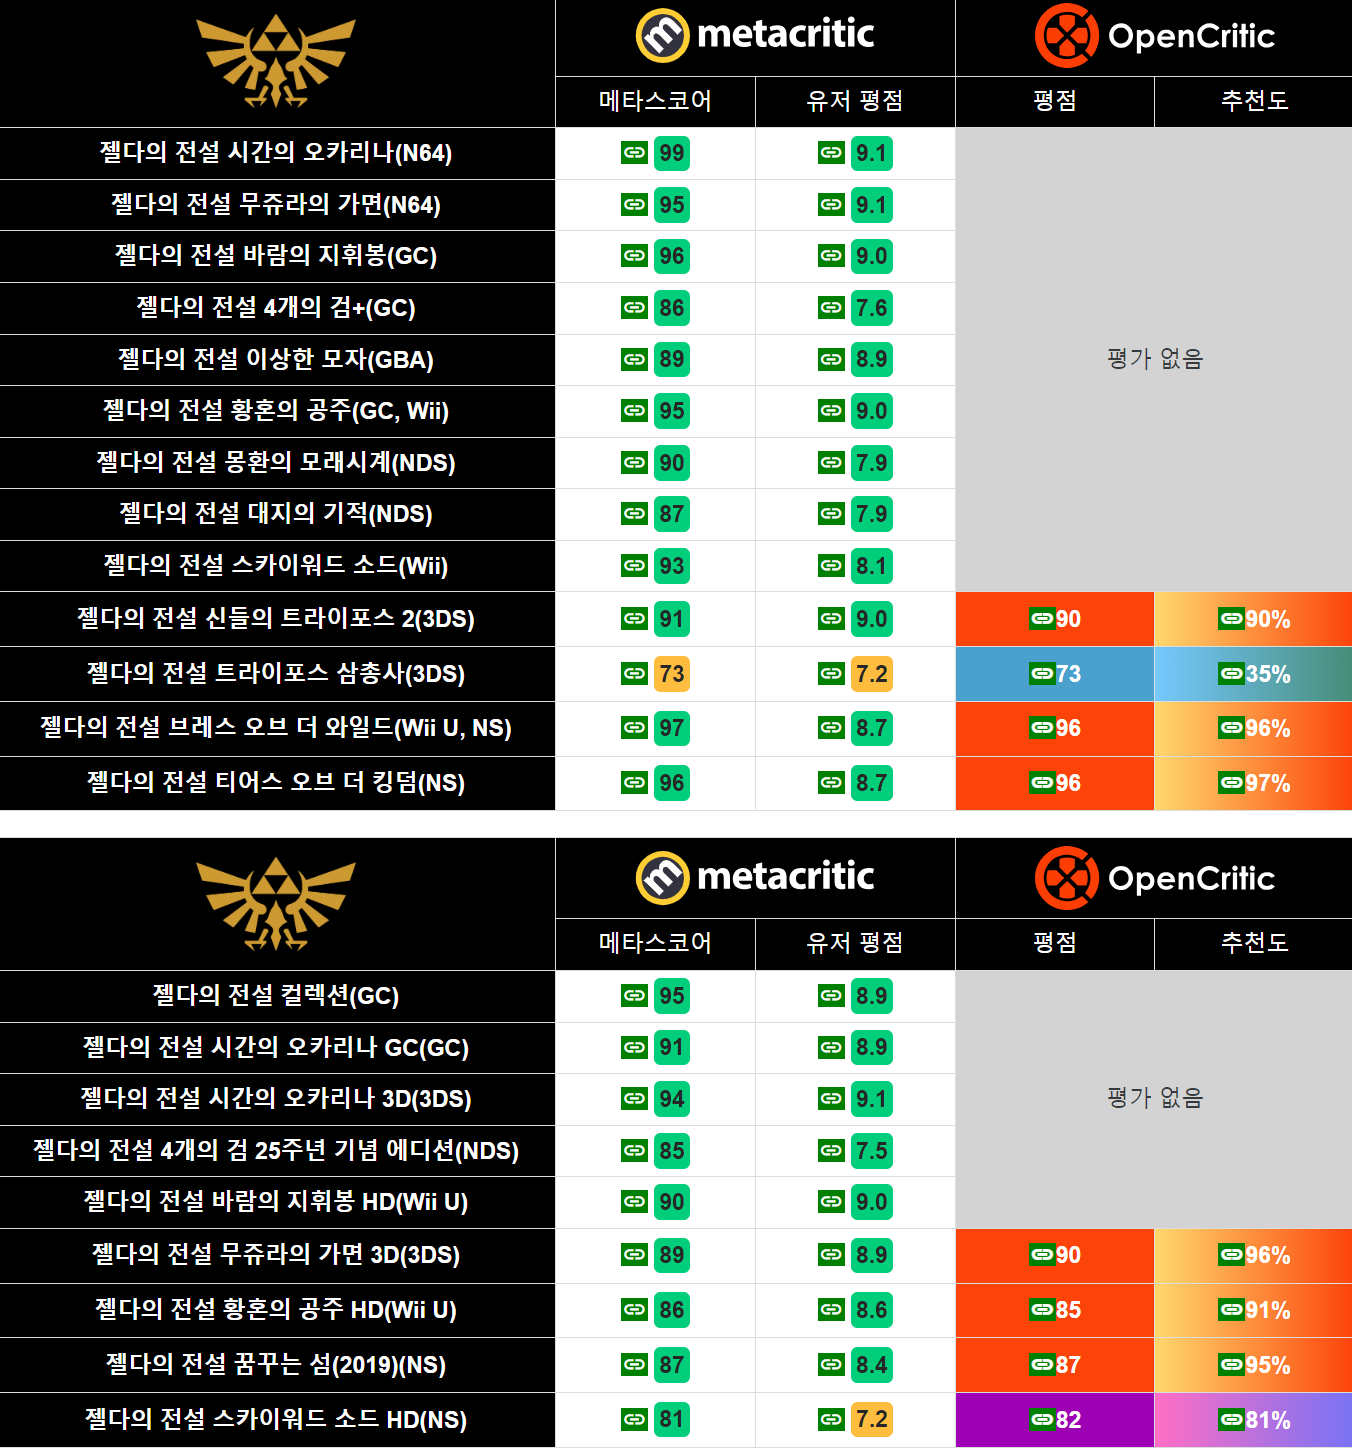 metacritic OpenCritic
메타스코어 유저 평점 평점 추천도
젤다의 전설 시간의 오카리나(N64) 99 9.1
젤다의 전설 무쥬라의 가면(N64) 95 9.1
젤다의 전설 바람의 지휘봉(GC) 96 9.0
젤다의 전설 4개의 검+(GC) 86 7.6
젤다의 전설 이상한 모자(GBA) 89 8.9 평가 없음
젤다의 전설 황혼의 공주(GC, Wii) 95 9.0
젤다의 전설 몽환의 모래시계(NDS) 90 7.9
젤다의 전설 대지의 기적(NDS) 87 7.9
젤다의 전설 스카이워드 소드(Wii) 93 8.1
젤다의 전설 신들의 트라이포스 2(3DS) 91 9.0 90 90%
젤다의 전설 트라이포스 삼총사(3DS) 73 7.2 73 35%
젤다의 전설 브레스 오브 더 와일드(Wii U, NS) 97 8.7 96 96%
젤다의 전설 티어스 오브 더 킹덤(NS) 96 8.7 96 97%
metacritic OpenCritic
메타스코어 유저 평점 평점 추천도
젤다의 전설 컬렉션(GC) 95 8.9
젤다의 전설 시간의 오카리나 GC(GC) 91 8.9
젤다의 전설 시간의 오카리나 3D(3DS) 94 9.1 평가 없음
젤다의 전설 4개의 검 25주년 기념 에디션(NDS) 85 7.5
젤다의 전설 바람의 지휘봉 HD(Wii U) 90 9.0
젤다의 전설 무쥬라의 가면 3D(3DS) 89 8.9 90 96%
젤다의 전설 황혼의 공주 HD(Wii U) 86 8.6 85 91%
젤다의 전설 꿈꾸는 섬(2019)(NS) 87 8.4 87 95%
젤다의 전설 스카이워드 소드 HD(NS) 81 7.2 82 81%